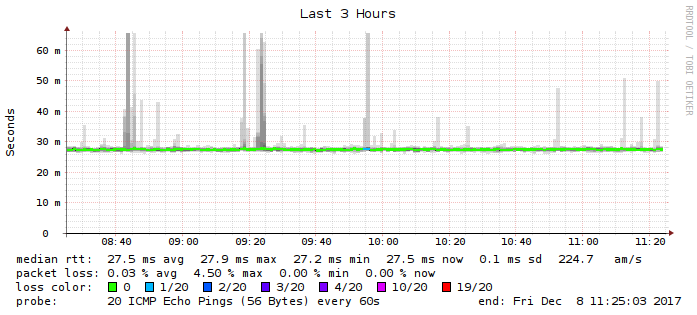 Last 3 Hours
RRDTOOL / TOBI OETIKER
Seconds
60 m
50 m
40 m
30 m
20 m
10 m
0
08:40 09:00 09:20 09:40 10:00 10:20 10:40 11:00 11:20
median rtt: 27.5 ms avg 27.9 ms max 27.2 ms min 27.5 ms now 0.1 ms sd 224.7 am/s
packet loss: 0.03 % avg 4.50 % max 0.00 % min 0.00 % now
loss color: 0 1/20 2/20 3/20 4/20 10/20 19/20
probe: 20 ICMP Echo Pings (56 Bytes) every 60s end: Fri Dec 8 11:25:03 2017